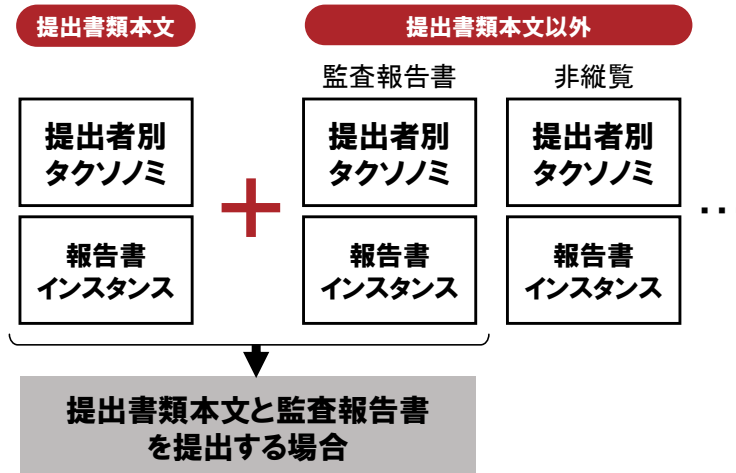 提出書類本文
提出書類本文以外
監査報告書
非縦覧
提出者別
タクソノミ
提出者別
タクソノミ
提出者別
タクソノミ
+
‥
報告書
インスタンス
報告書
インスタンス
報告書
インスタンス
提出書類本文と監査報告書
を提出する場合